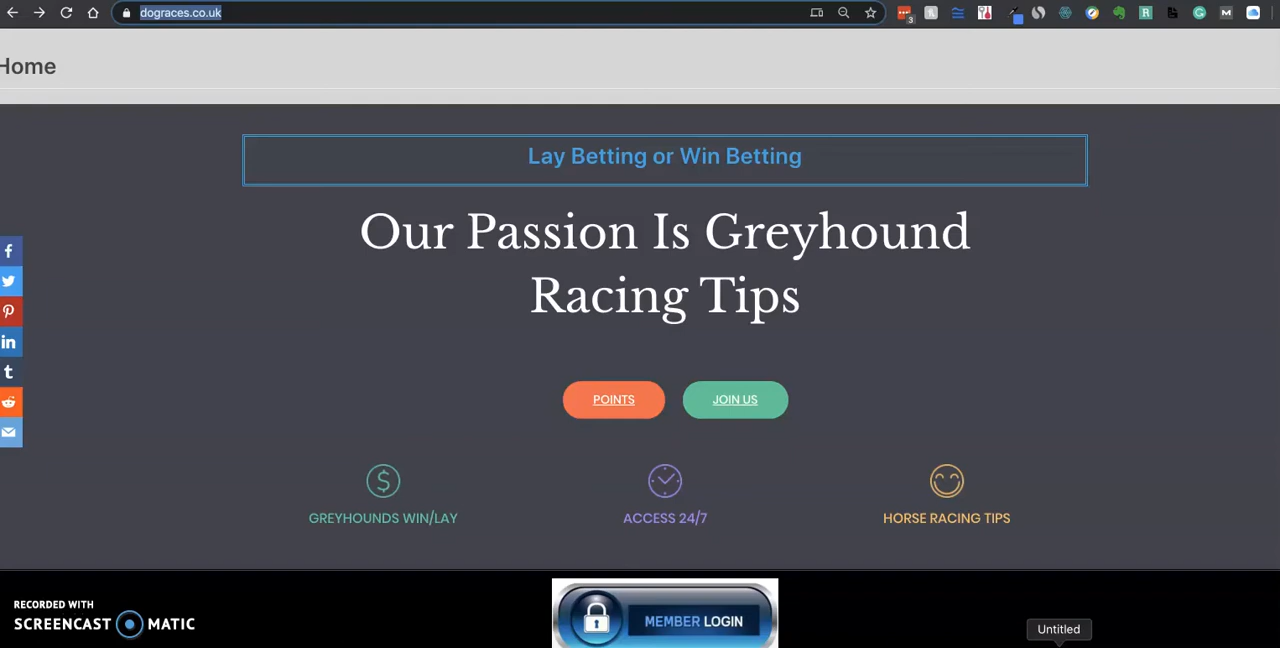 dograces.co.uk
3
R
M
Home
Lay Betting or Win Betting
Our Passion Is Greyhound
Racing Tips
POINTS
JOIN US
GREYHOUNDS WIN/LAY
ACCESS 24/7
HORSE RACING TIPS
RECORDED WITH
SCREENCAST MATIC
MEMBER LOGIN
Untitled